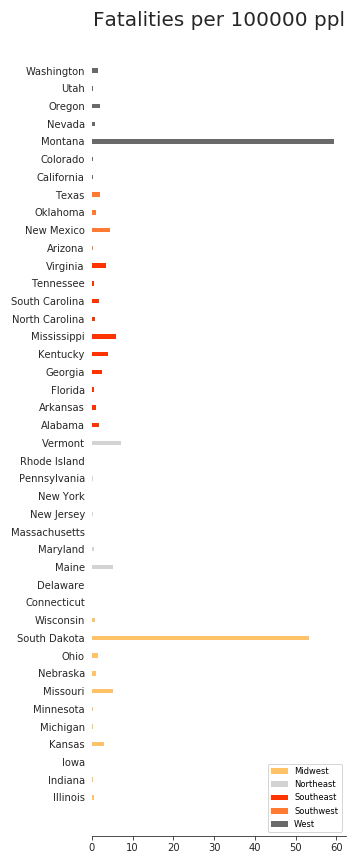 Fatalities per 100000 ppl
Washington
Utah
Oregon
Nevada
Montana
Colorado
California
Texas
Oklahoma
New Mexico
Arizona
Virginia
Tennessee
South Carolina
North Carolina
Mississippi
Kentucky
Georgia
Florida
Arkansas
Alabama
Vermont
Rhode Island
Pennsylvania
New York
New Jersey
Massachusetts
Maryland
Maine
Delaware
Connecticut
Wisconsin
South Dakota
Ohio
Nebraska
Missouri
Minnesota
Michigan
Kansas
Iowa
Indiana
Illinois
Midwest
Northeast
Southeast
Southwest
West
0 10 20 30 40 50 60